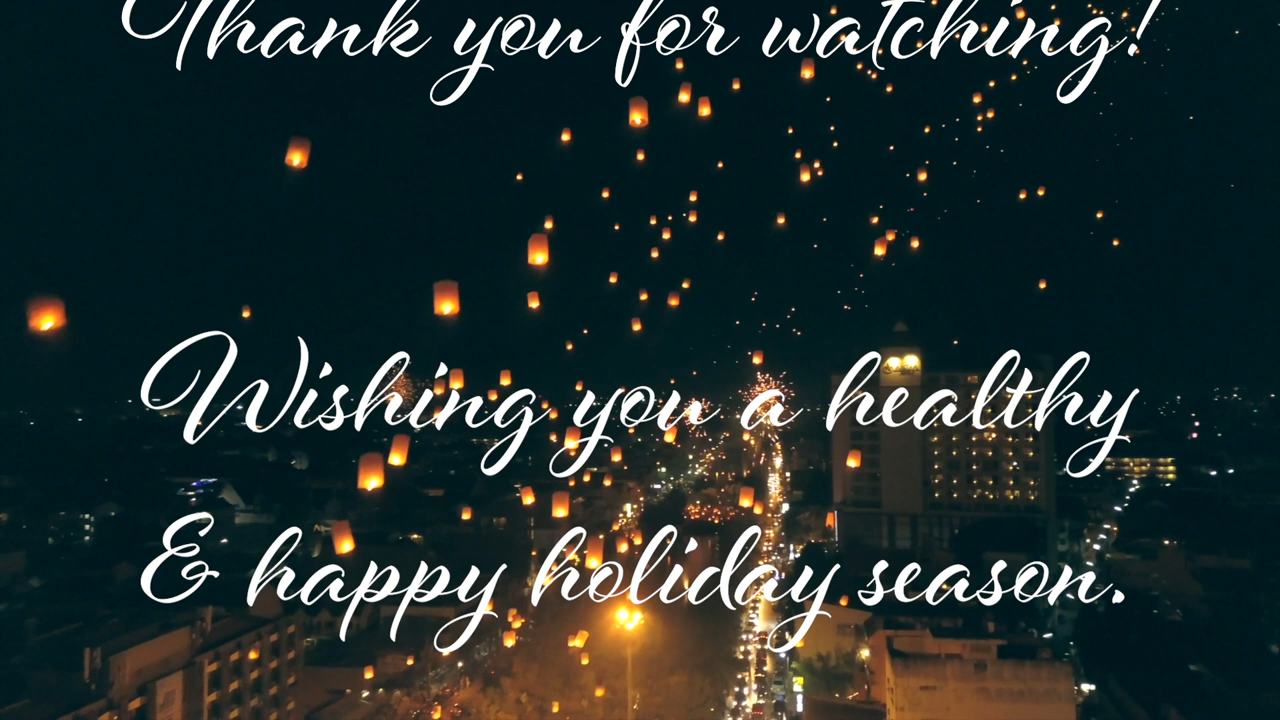 Thank you for watching!
Wishing you a healthy
& happy holiday season.